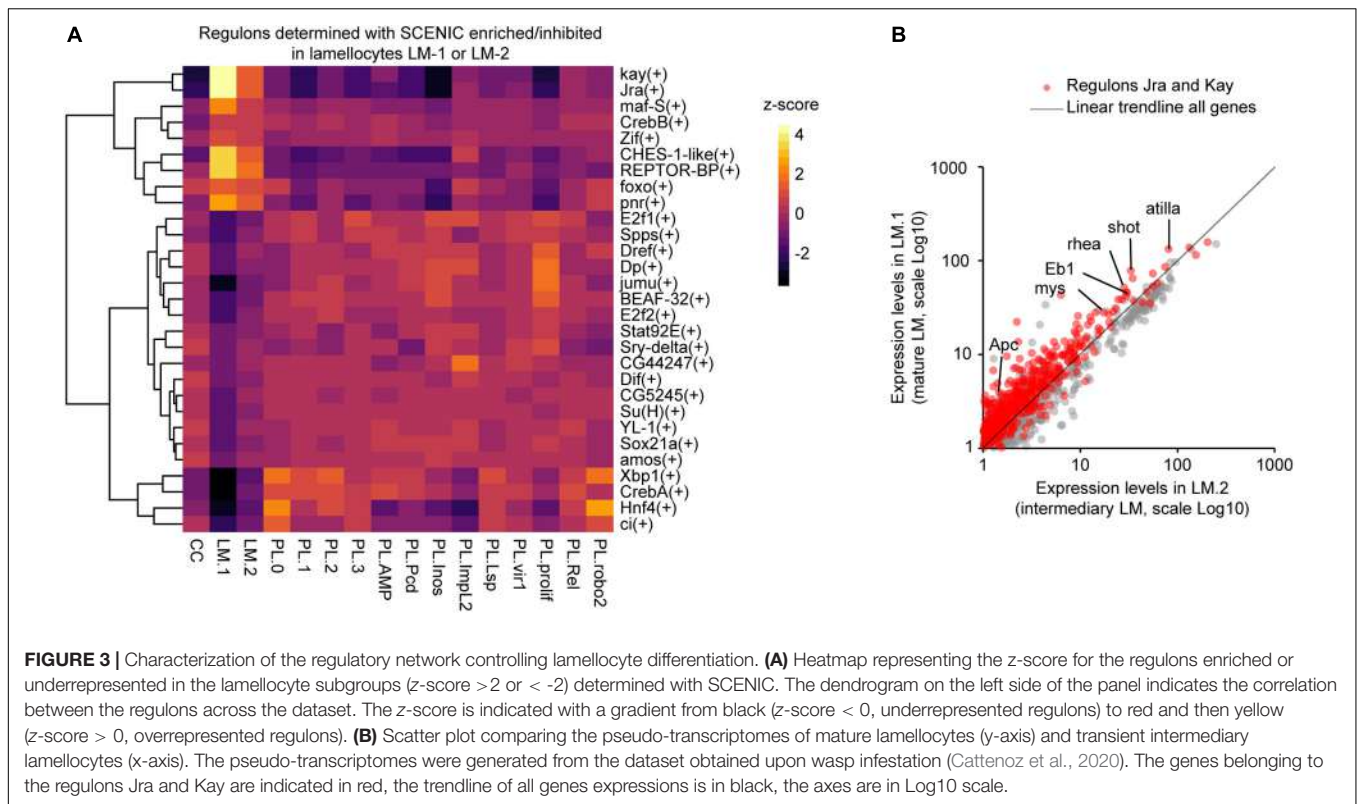 A
Regulons determined with SCENIC enriched/inhibited
in lamellocytes LM-1 or LM-2
kay(+)
Jra(+)
maf-S(+)
CrebB(+)
Zif(+)
CHES-1-like(+)
REPTOR-BP(+)
foxo(+)
pnr(+)
E2f1(+)
Spps(+)
Dref(+)
Dp(+)
jumu(+)
BEAF-32(+)
E2f2(+)
Stat92E(+)
Sry-delta(+)
CG44247(+)
Dif(+)
CG5245(+)
Su(H)(+)
YL-1(+)
Sox21a(+)
amos(+)
Xbp1(+)
CrebA(+)
Hnf4(+)
ci(+)
CC
LM.1
LM.2
PL.0
PL.1
PL.2
PL.3
PL.AMP
PL.Pcd
PL.Inos
PL.ImpL2
PL.Lsp
PL.vir1
PL.prolif
PL.Rel
PL.robo2
z-score
4
2
0
-2
B
Regulons Jra and Kay
Linear trendline all genes
Expression levels in LM.1
(mature LM, scale Log10)
1000
100
10
1
atilla
shot
rhea
Eb1
mys
Apc
1
10
100
1000
Expression levels in LM.2
(intermediary LM, scale Log10)
FIGURE 3 | Characterization of the regulatory network controlling lamellocyte differentiation. (A) Heatmap representing the z-score for the regulons enriched or
underrepresented in the lamellocyte subgroups (z-score >2 or < -2) determined with SCENIC. The dendrogram on the left side of the panel indicates the correlation
between the regulons across the dataset. The z-score is indicated with a gradient from black (z-score < 0, underrepresented regulons) to red and then yellow
(z-score > 0, overrepresented regulons). (B) Scatter plot comparing the pseudo-transcriptomes of mature lamellocytes (y-axis) and transient intermediary
lamellocytes (x-axis). The pseudo-transcriptomes were generated from the dataset obtained upon wasp infestation (Cattenoz et al., 2020). The genes belonging to
the regulons Jra and Kay are indicated in red, the trendline of all genes expressions is in black, the axes are in Log10 scale.